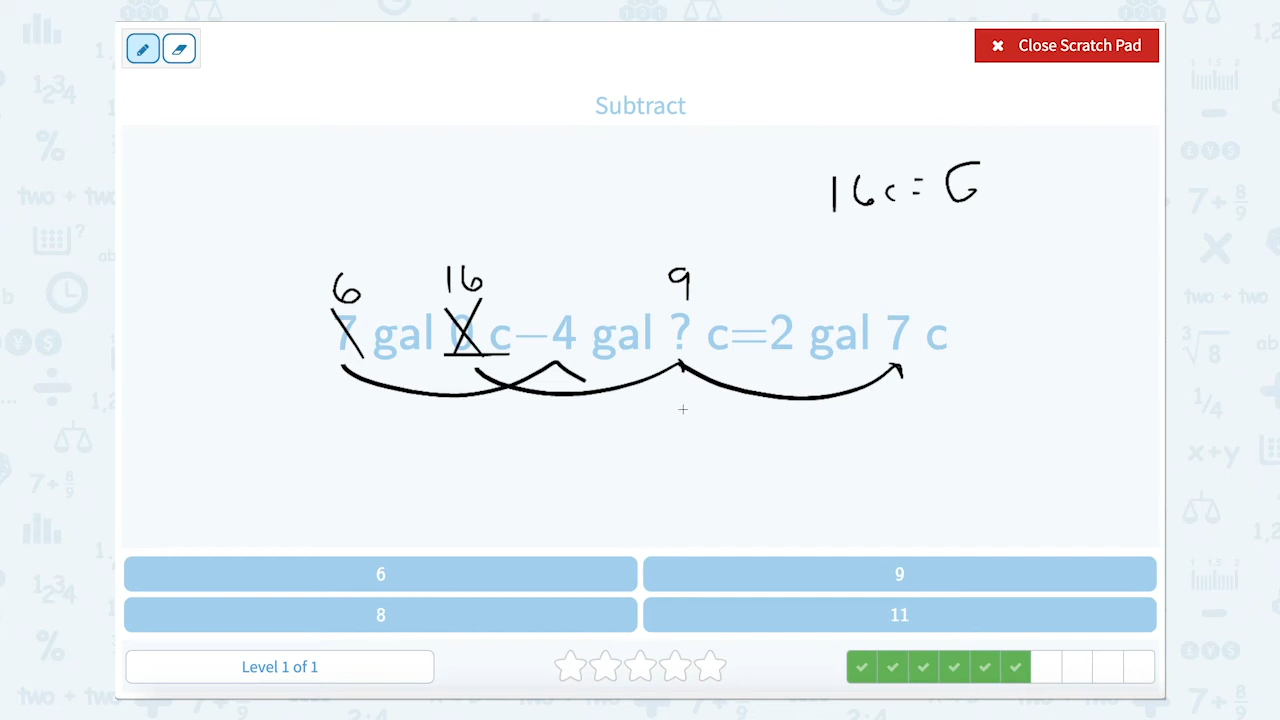 Close Scratch Pad
Subtract
16c = G
6 16 9
7 gal 0 c−4 gal ? c=2 gal 7 c
6 9
8 11
Level 1 of 1